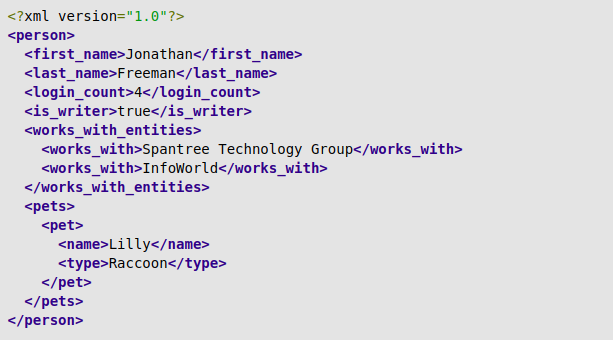 <?xml version="1.0"?>
<person>
  <first_name>Jonathan</first_name>
  <last_name>Freeman</last_name>
  <login_count>4</login_count>
  <is_writer>true</is_writer>
  <works_with_entities>
    <works_with>Spantree Technology Group</works_with>
    <works_with>InfoWorld</works_with>
  </works_with_entities>
  <pets>
    <pet>
      <name>Lilly</name>
      <type>Raccoon</type>
    </pet>
  </pets>
</person>